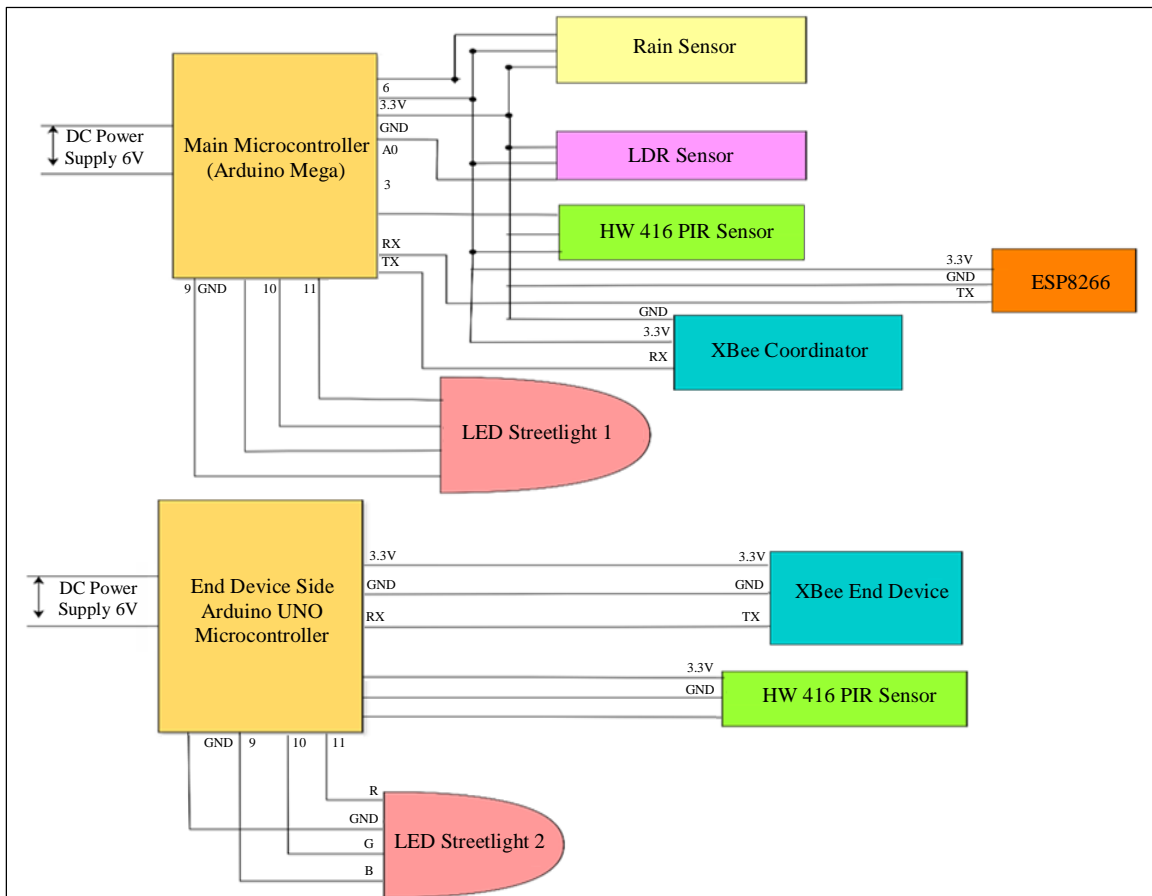 Rain Sensor
6
3.3V
GND
A0
3
RX
TX
DC Power
Supply 6V
Main Microcontroller
(Arduino Mega)
LDR Sensor
HW 416 PIR Sensor
3.3V
GND
TX
ESP8266
9 GND 10 11
GND
3.3V
RX
XBee Coordinator
LED Streetlight 1
DC Power
Supply 6V
End Device Side
Arduino UNO
Microcontroller
3.3V
GND
RX
3.3V
GND
TX
XBee End Device
3.3V
GND
HW 416 PIR Sensor
GND 9 10 11
R
GND
G
B
LED Streetlight 2